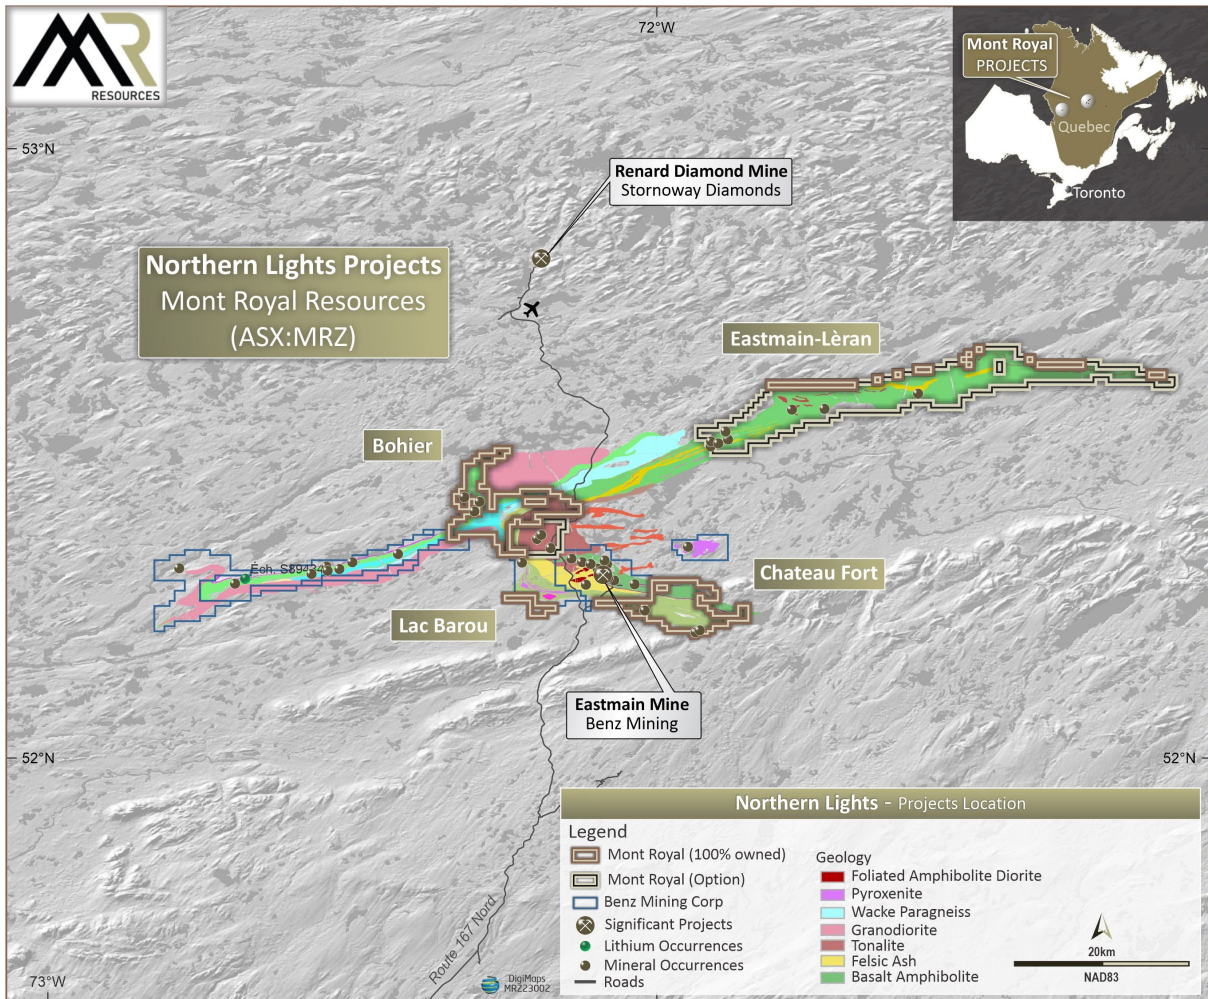 MR
RESOURCES
72°W
Mont Royal
PROJECTS
Quebec
Toronto
53°N
Renard Diamond Mine
Stornoway Diamonds
Northern Lights Projects
Mont Royal Resources
(ASX:MRZ)
Eastmain-Lèran
Bohier
Éch. S89434
Chateau Fort
Lac Barou
Eastmain Mine
Benz Mining
52°N
52°N
Northern Lights - Projects Location
Legend
Mont Royal (100% owned)
Mont Royal (Option)
Benz Mining Corp
Significant Projects
Lithium Occurrences
Mineral Occurrences
Roads
Geology
Foliated Amphibolite Diorite
Pyroxenite
Wacke Paragneiss
Granodiorite
Tonalite
Felsic Ash
Basalt Amphibolite
20km
NAD83
Route 167 Nord
73°W
DigiMaps
MRZ23002